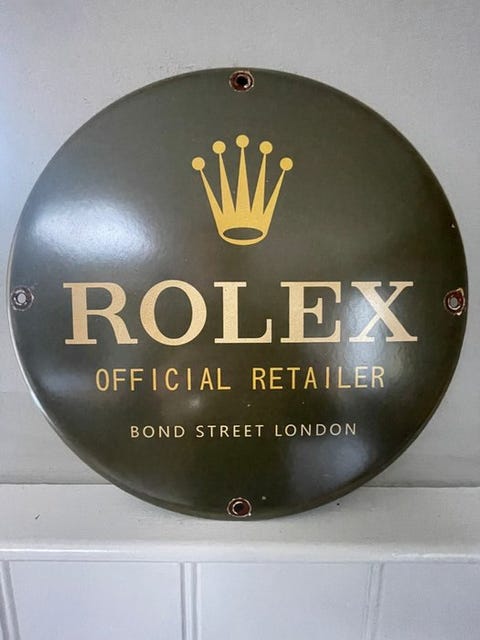 ROLEX
OFFICIAL RETAILER
BOND STREET LONDON